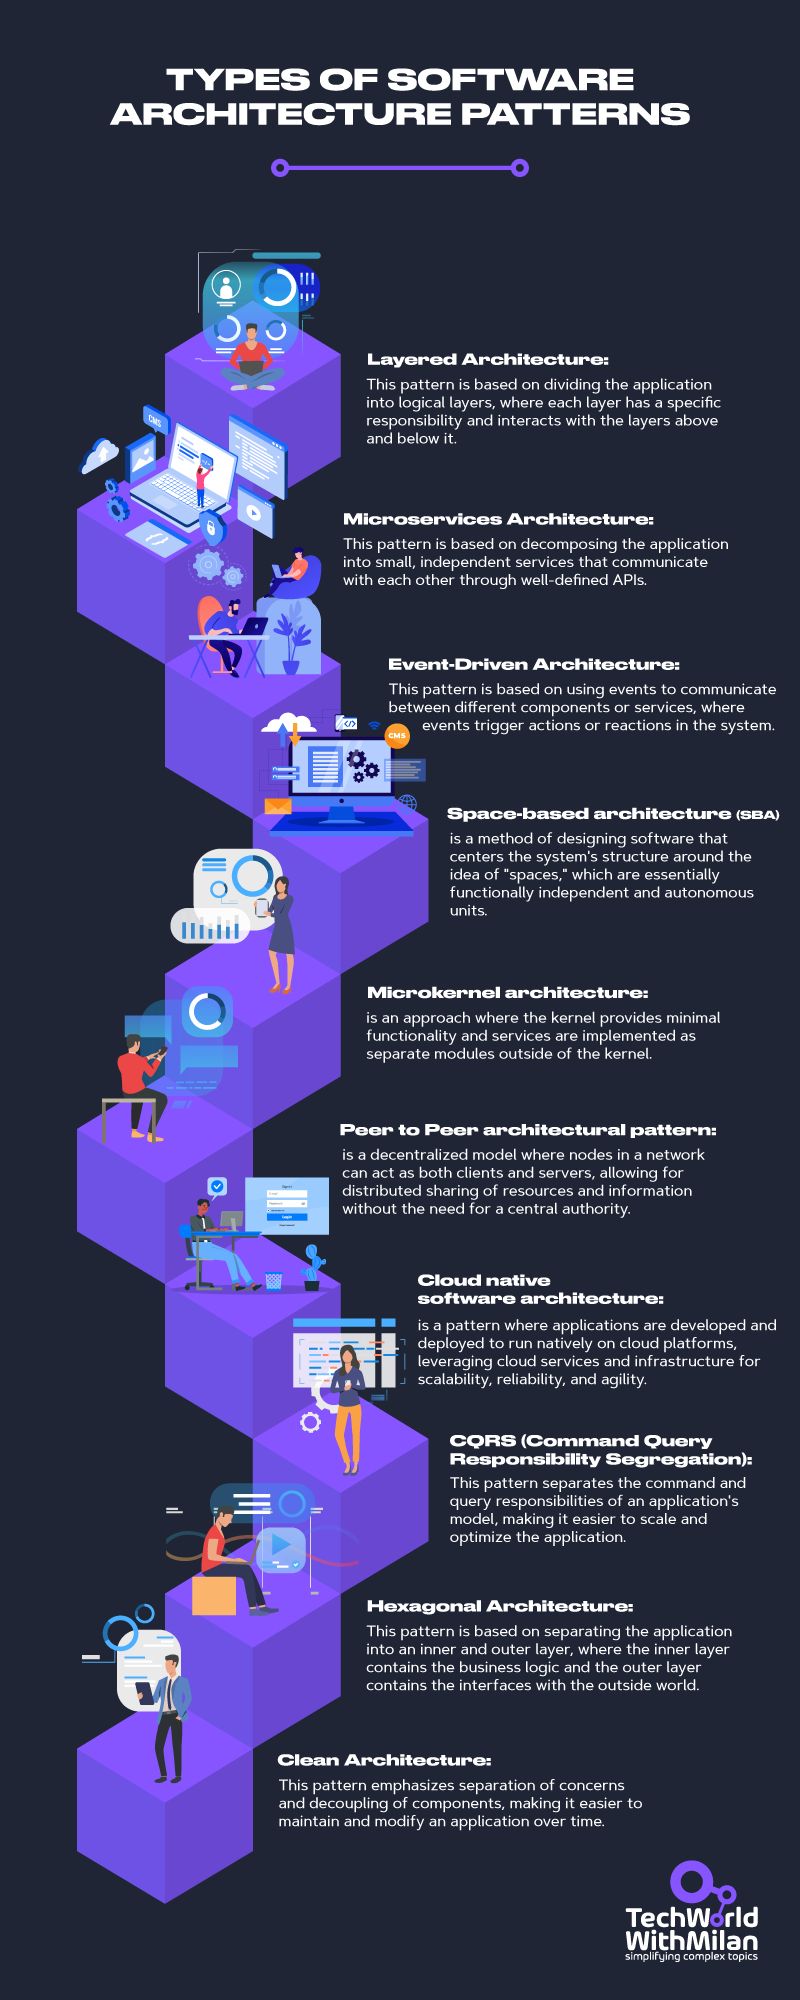 TYPES OF SOFTWARE
ARCHITECTURE PATTERNS
Layered Architecture:
This pattern is based on dividing the application
into logical layers, where each layer has a specific
responsibility and interacts with the layers above
and below it.
CMS
Microservices Architecture:
This pattern is based on decomposing the application
into small, independent services that communicate
with each other through well-defined APIs.
Event-Driven Architecture:
This pattern is based on using events to communicate
between different components or services, where
events trigger actions or reactions in the system.
CMS
Space-based architecture (SBA)
is a method of designing software that
centers the system's structure around the
idea of "spaces," which are essentially
functionally independent and autonomous
units.
Microkernel architecture:
is an approach where the kernel provides minimal
functionality and services are implemented as
separate modules outside of the kernel.
Peer to Peer architectural pattern:
is a decentralized model where nodes in a network
can act as both clients and servers, allowing for
distributed sharing of resources and information
without the need for a central authority.
Login
Cloud native
software architecture:
is a pattern where applications are developed and
deployed to run natively on cloud platforms,
leveraging cloud services and infrastructure for
scalability, reliability, and agility.
CQRS (Command Query
Responsibility Segregation):
This pattern separates the command and
query responsibilities of an application's
model, making it easier to scale and
optimize the application.
Hexagonal Architecture:
This pattern is based on separating the application
into an inner and outer layer, where the inner layer
contains the business logic and the outer layer
contains the interfaces with the outside world.
Clean Architecture:
This pattern emphasizes separation of concerns
and decoupling of components, making it easier to
maintain and modify an application over time.
TechWorld
WithMilan
simplifying complex topics